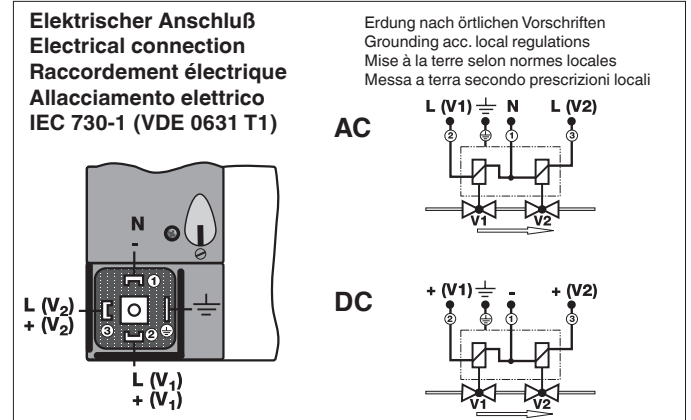 Elektrischer Anschluß
Electrical connection
Raccordement électrique
Allacciamento elettrico
IEC 730-1 (VDE 0631 T1)
Erdung nach örtlichen Vorschriften
Grounding acc. local regulations
Mise à la terre selon normes locales
Messa a terra secondo prescrizioni locali
AC
L (V1) N L (V2)
2 1 3
V1 V2
N
-
1
L (V2)
+ (V2)
3
2
L (V1)
+ (V1)
DC
+ (V1) - + (V2)
2 1 3
V1 V2